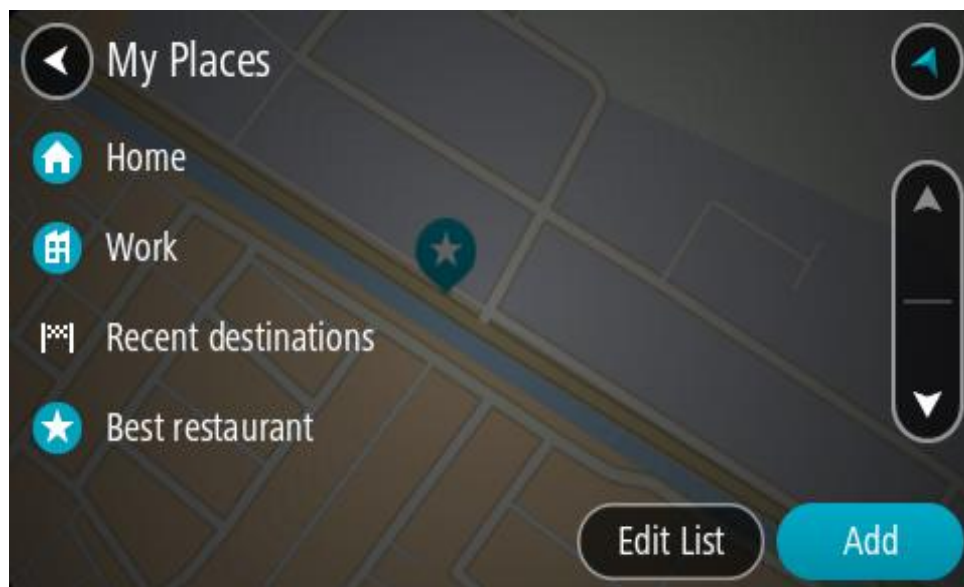 My Places
Home
Work
Recent destinations
Best restaurant
Edit List
Add